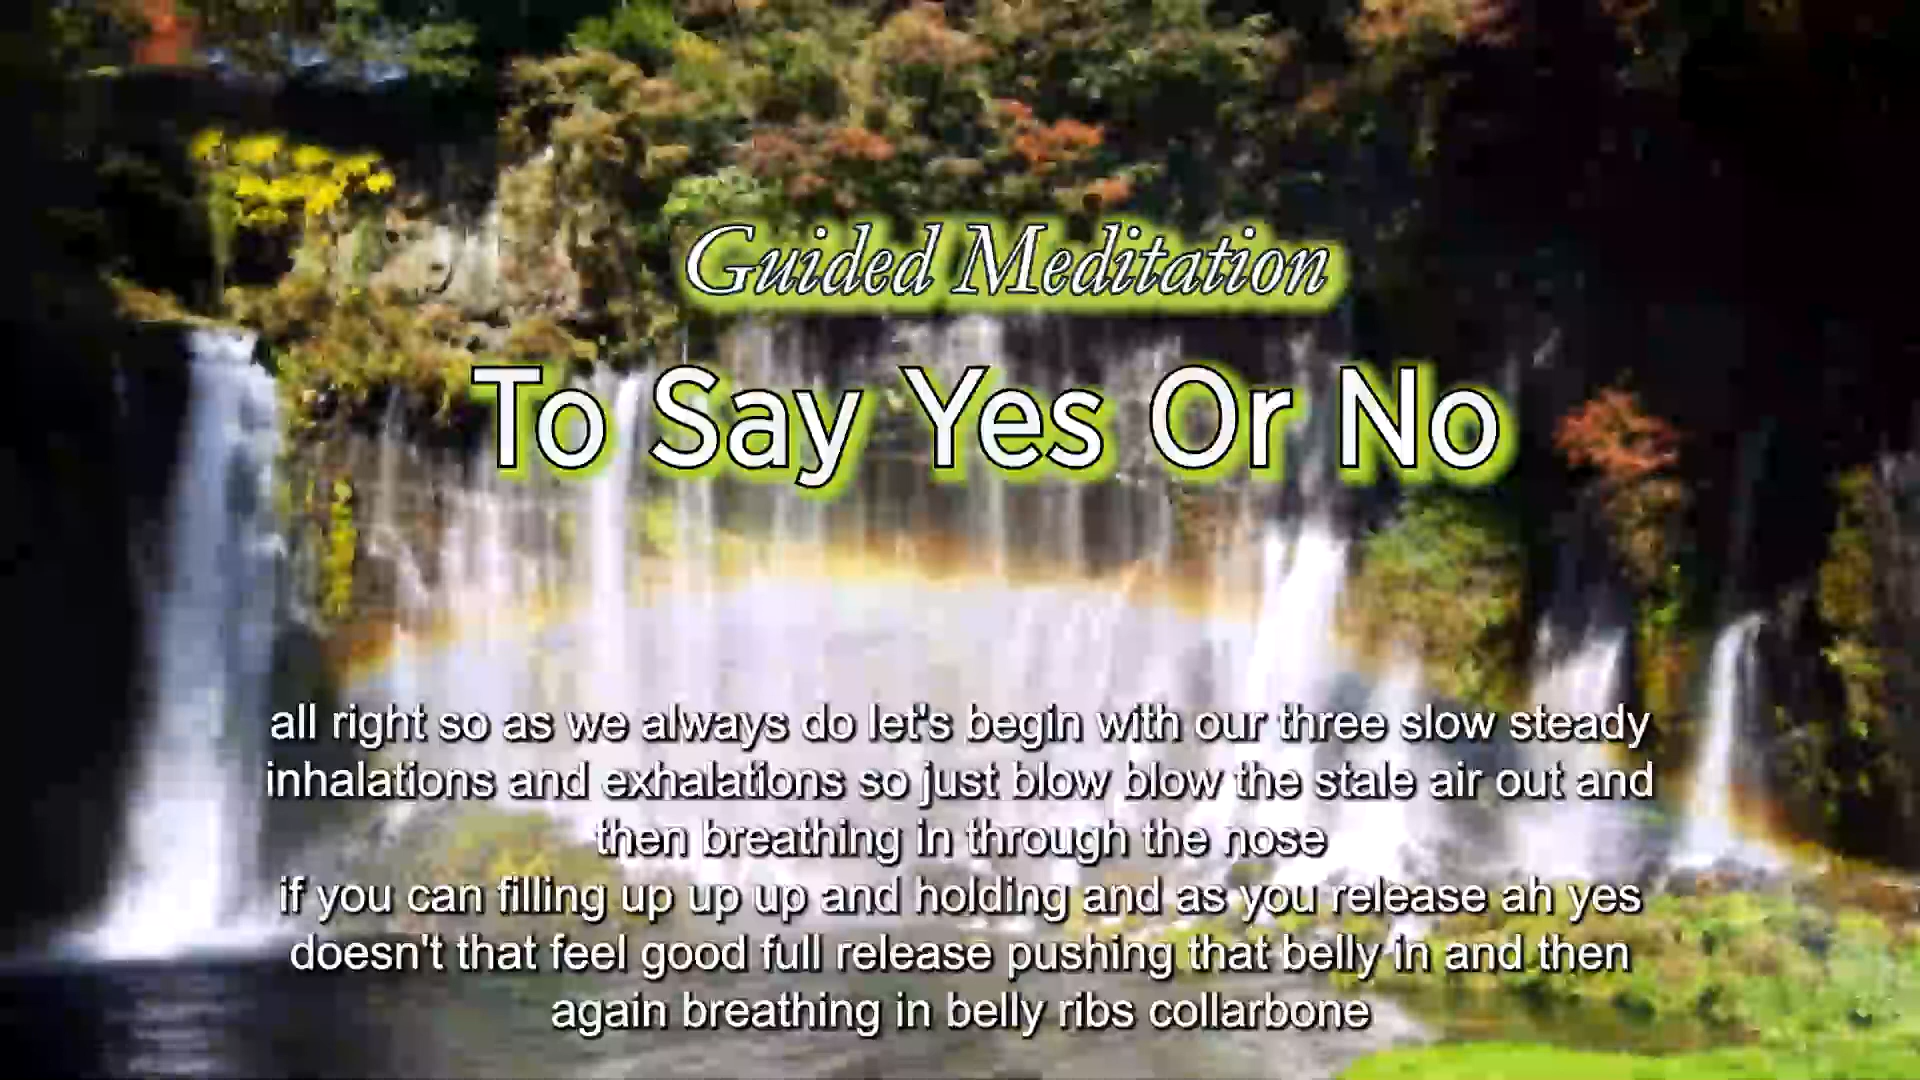 Guided Meditation
To Say Yes Or No
all right so as we always do let's begin with our three slow steady
inhalations and exhalations so just blow blow the stale air out and
then breathing in through the nose
if you can filling up up up and holding and as you release ah yes
doesn't that feel good full release pushing that belly in and then
again breathing in belly ribs collarbone